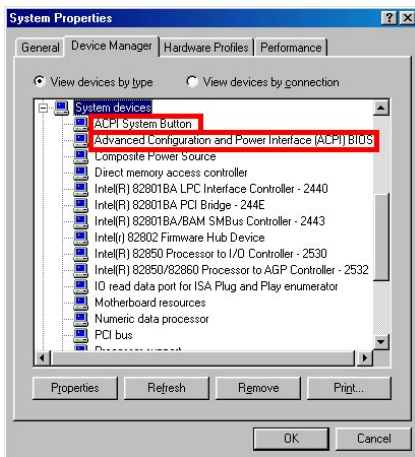 System Properties
General Device Manager Hardware Profiles Performance
View devices by type View devices by connection
System devices
ACPI System Button
Advanced Configuration and Power Interface (ACPI) BIOS
Composite Power Source
Direct memory access controller
Intel(R) 82801BA LPC Interface Controller - 2440
Intel(R) 82801BA PCI Bridge - 244E
Intel(R) 82801BA/BAM SMBus Controller - 2443
Intel(r) 82802 Firmware Hub Device
Intel(R) 82850 Processor to I/O Controller - 2530
Intel(R) 82850/82860 Processor to AGP Controller - 2532
IO read data port for ISA Plug and Play enumerator
Motherboard resources
Numeric data processor
PCI bus
Properties Refresh Remove Print...
OK Cancel